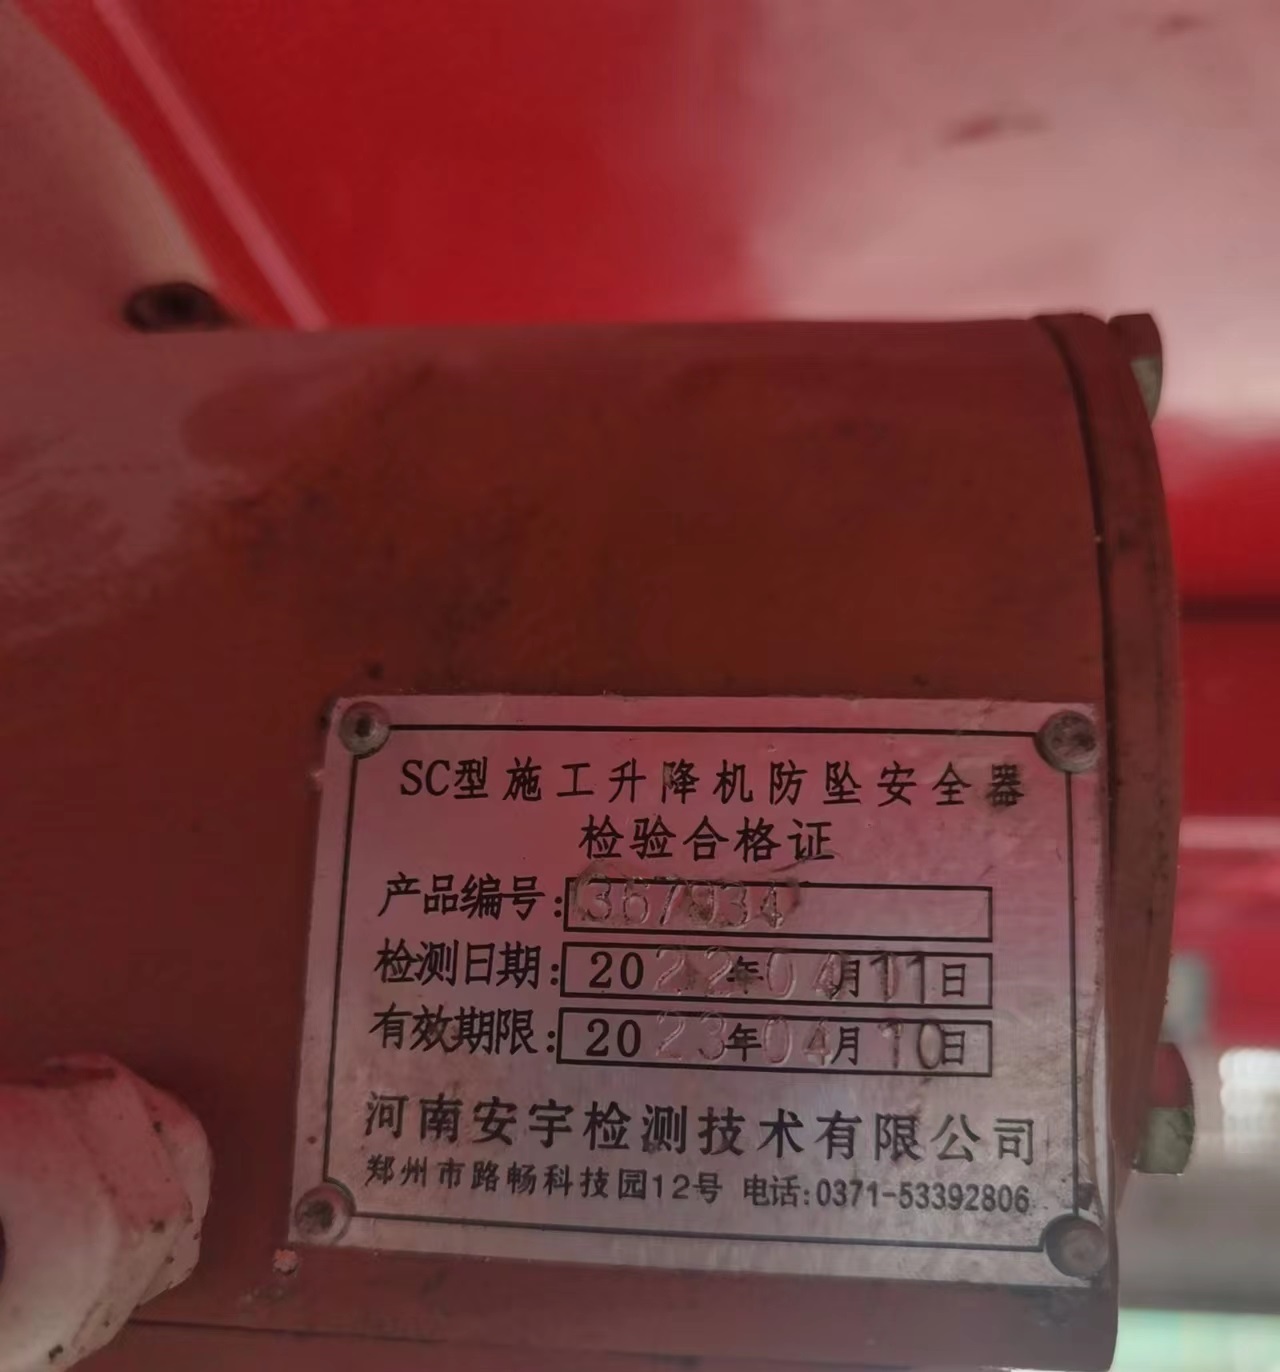 SC型施工升降机防坠安全器
检验合格证
产品编号:367934
检测日期:2022年04月11日
有效期限:2023年04月10日
河南安宇检测技术有限公司
郑州市路畅科技园12号 电话:0371-53392806